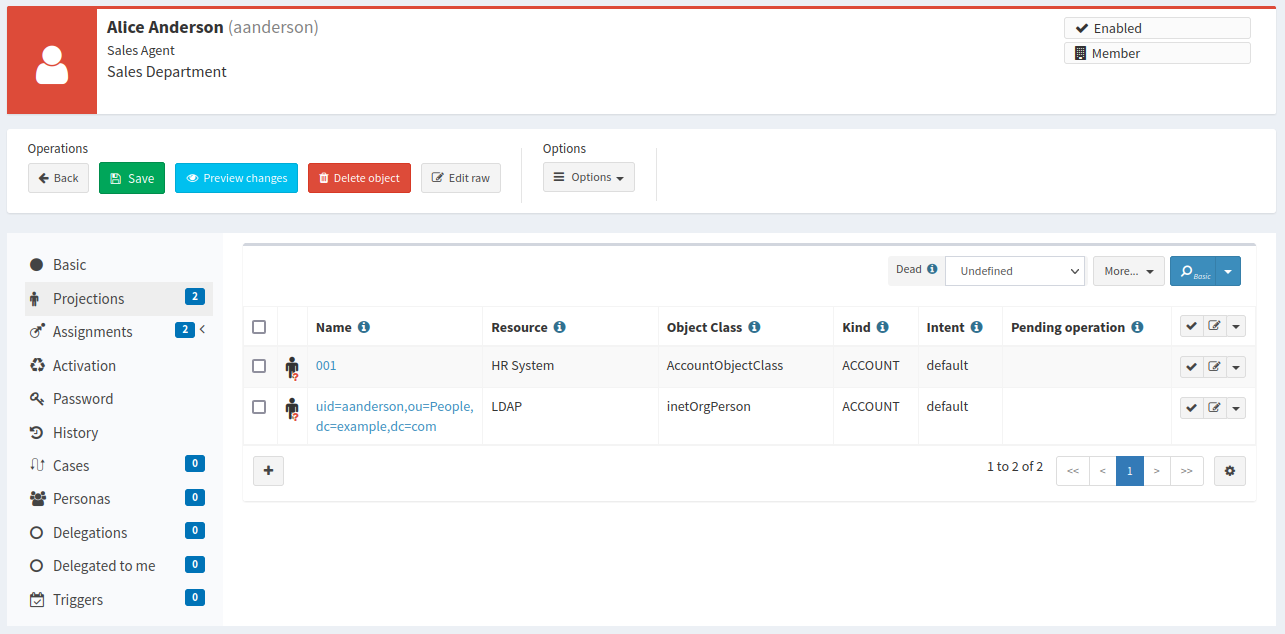 Alice Anderson (aanderson)
Sales Agent
Sales Department
Enabled
Member
Operations
Back
Save
Preview changes
Delete object
Edit raw
Options
Options
Basic
Projections 2
Assignments 2
Activation
Password
History
Cases 0
Personas 0
Delegations 0
Delegated to me 0
Triggers 0
Dead Undefined More... Basic
Name Resource Object Class Kind Intent Pending operation
001 HR System AccountObjectClass ACCOUNT default
uid=aanderson,ou=People, LDAP inetOrgPerson ACCOUNT default
dc=example,dc=com
1 to 2 of 2 << < 1 > >>